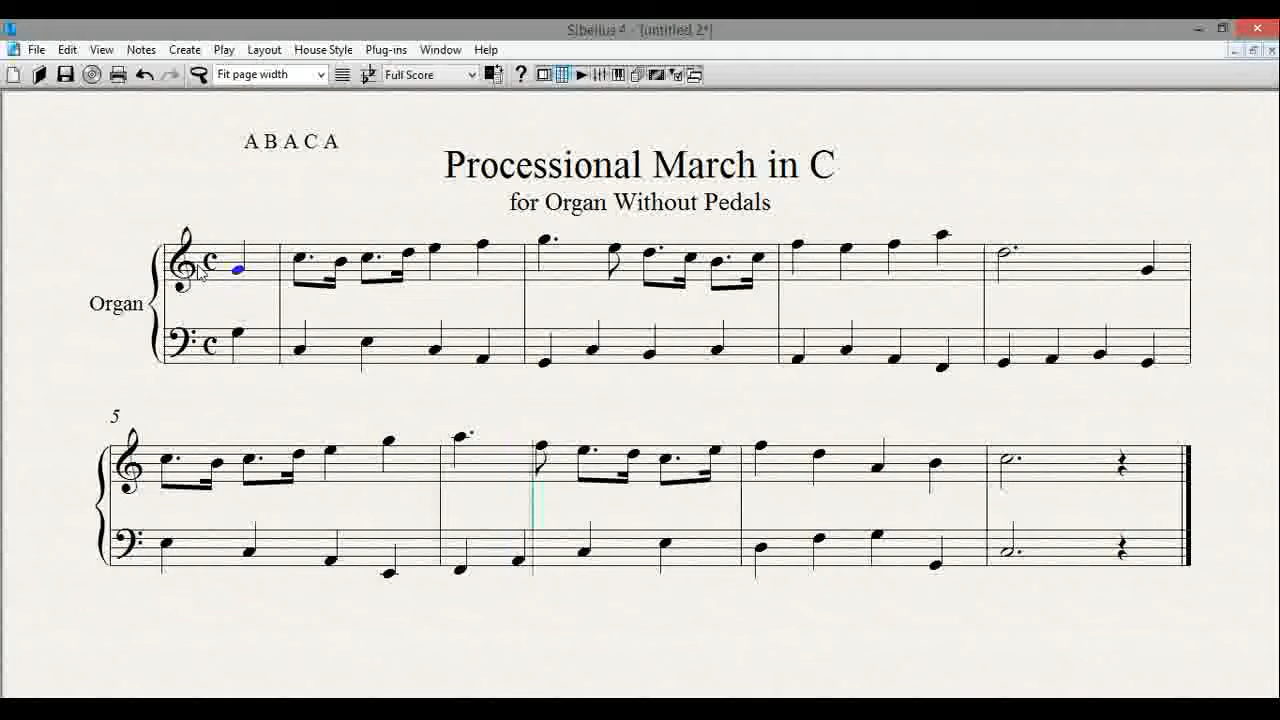 Sibelius 4 - [untitled 2*]
File Edit View Notes Create Play Layout House Style Plug-ins Window Help
Fit page width Full Score
A B A C A
Processional March in C
for Organ Without Pedals
Organ
5